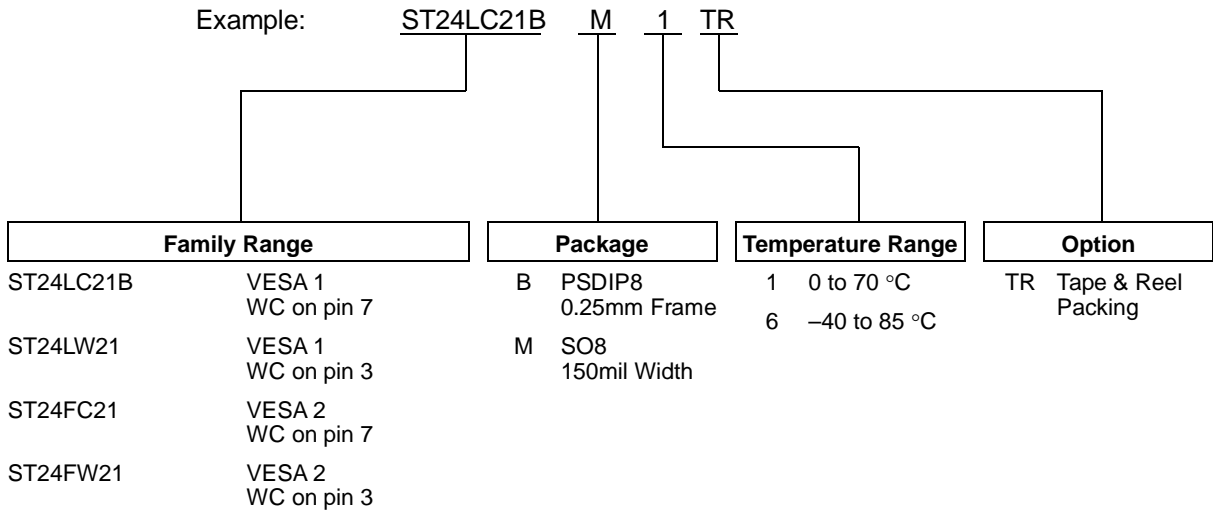 Example: ST24LC21B M 1 TR
Family Range
ST24LC21B VESA 1
WC on pin 7
ST24LW21 VESA 1
WC on pin 3
ST24FC21 VESA 2
WC on pin 7
ST24FW21 VESA 2
WC on pin 3
Package
B PSDIP8
0.25mm Frame
M SO8
150mil Width
Temperature Range
1 0 to 70 °C
6 –40 to 85 °C
Option
TR Tape & Reel
Packing